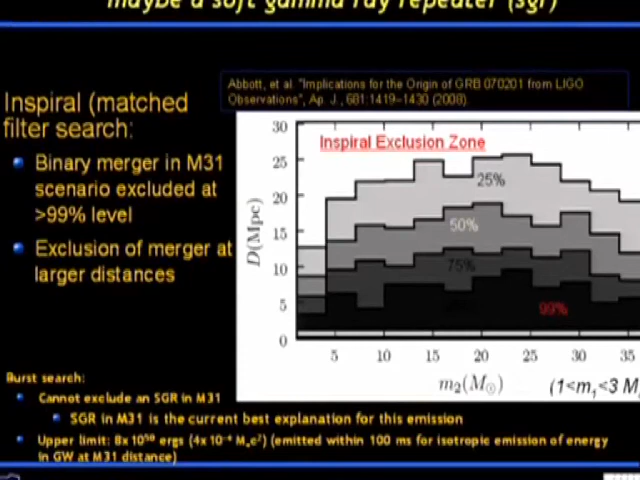 maybe a soft gamma ray repeater (sgr)
Abbott, et al. "Implications for the Origin of GRB 070201 from LIGO
Observations", Ap. J., 681:1419–1430 (2008).
Inspiral (matched
filter search:
Binary merger in M31
scenario excluded at
>99% level
Exclusion of merger at
larger distances
Inspiral Exclusion Zone
30
25
20
15
10
5
0
D(Mpc)
25%
50%
75%
99%
5 10 15 20 25 30 35
m₂(M☉)
(1<m₁<3 M
Burst search:
Cannot exclude an SGR in M31
SGR in M31 is the current best explanation for this emission
Upper limit: 8x10⁵⁰ ergs (4x10⁻⁴ M☉c²) (emitted within 100 ms for isotropic emission of energy
in GW at M31 distance)